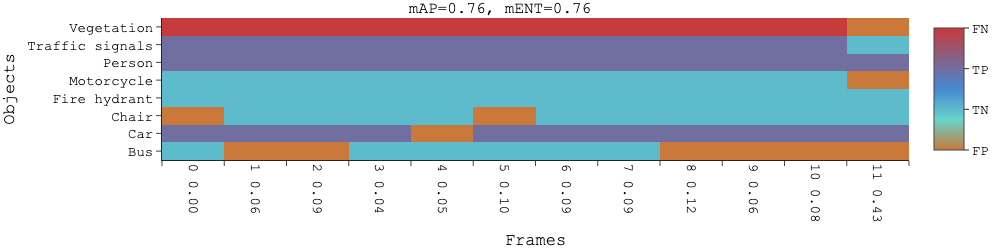 mAP=0.76, mENT=0.76
Objects
Vegetation
Traffic signals
Person
Motorcycle
Fire hydrant
Chair
Car
Bus
0 0.00
1 0.06
2 0.09
3 0.04
4 0.05
5 0.10
6 0.09
7 0.09
8 0.12
9 0.06
10 0.08
11 0.43
Frames
FN
TP
TN
FP